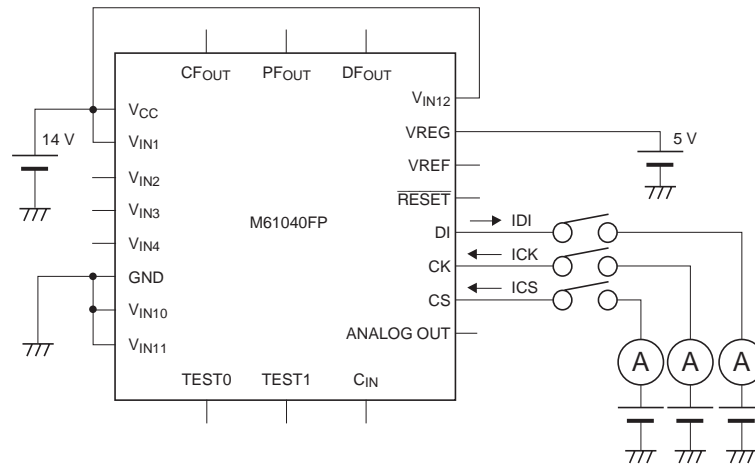 CFOUT PFOUT DFOUT
VCC
VIN1
VIN2
VIN3
VIN4
GND
VIN10
VIN11
14 V
M61040FP
VIN12
VREG
VREF
RESET
DI
CK
CS
ANALOG OUT
5 V
IDI
ICK
ICS
TEST0 TEST1 CIN
A A A